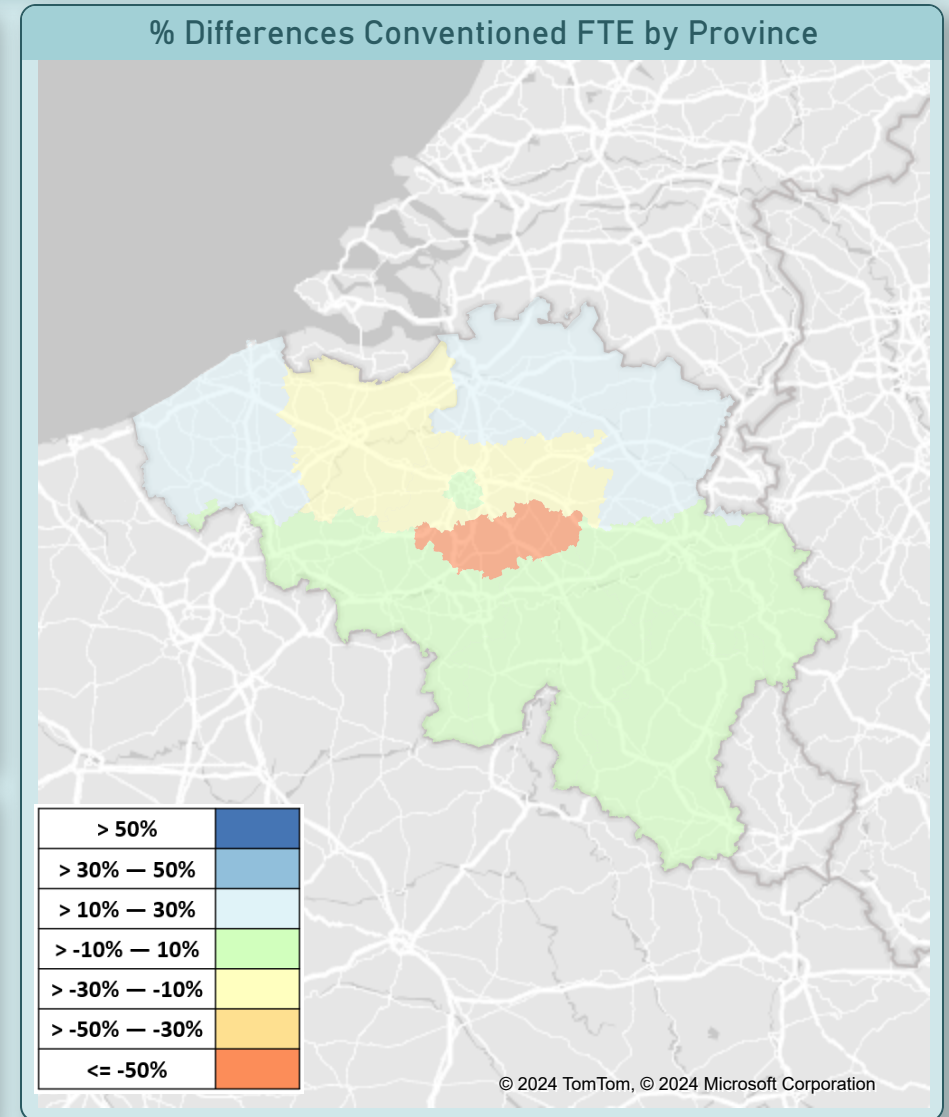 % Differences Conventioned FTE by Province
> 50%
> 30% — 50%
> 10% — 30%
> -10% — 10%
> -30% — -10%
> -50% — -30%
<= -50%
© 2024 TomTom, © 2024 Microsoft Corporation